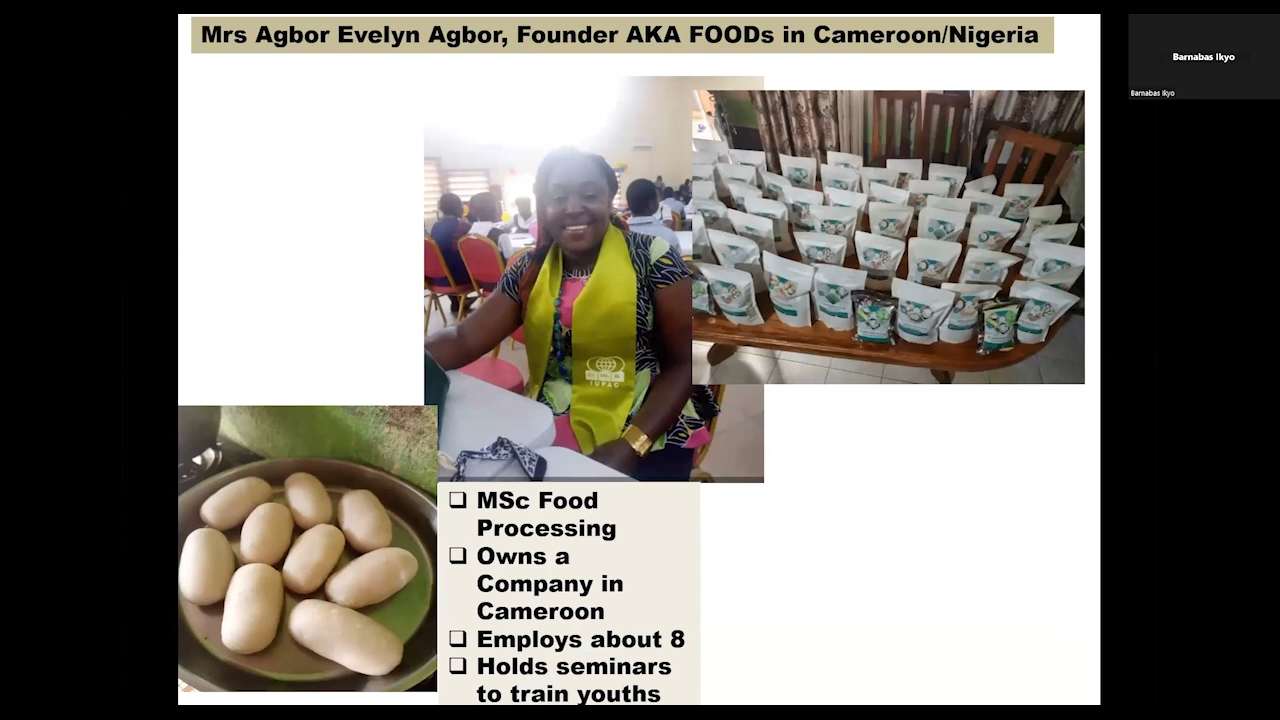 Mrs Agbor Evelyn Agbor, Founder AKA FOODs in Cameroon/Nigeria
Barnabas Ikyo
Barnabas Ikyo
IUPAC
MSc Food
Processing
Owns a
Company in
Cameroon
Employs about 8
Holds seminars
to train youths